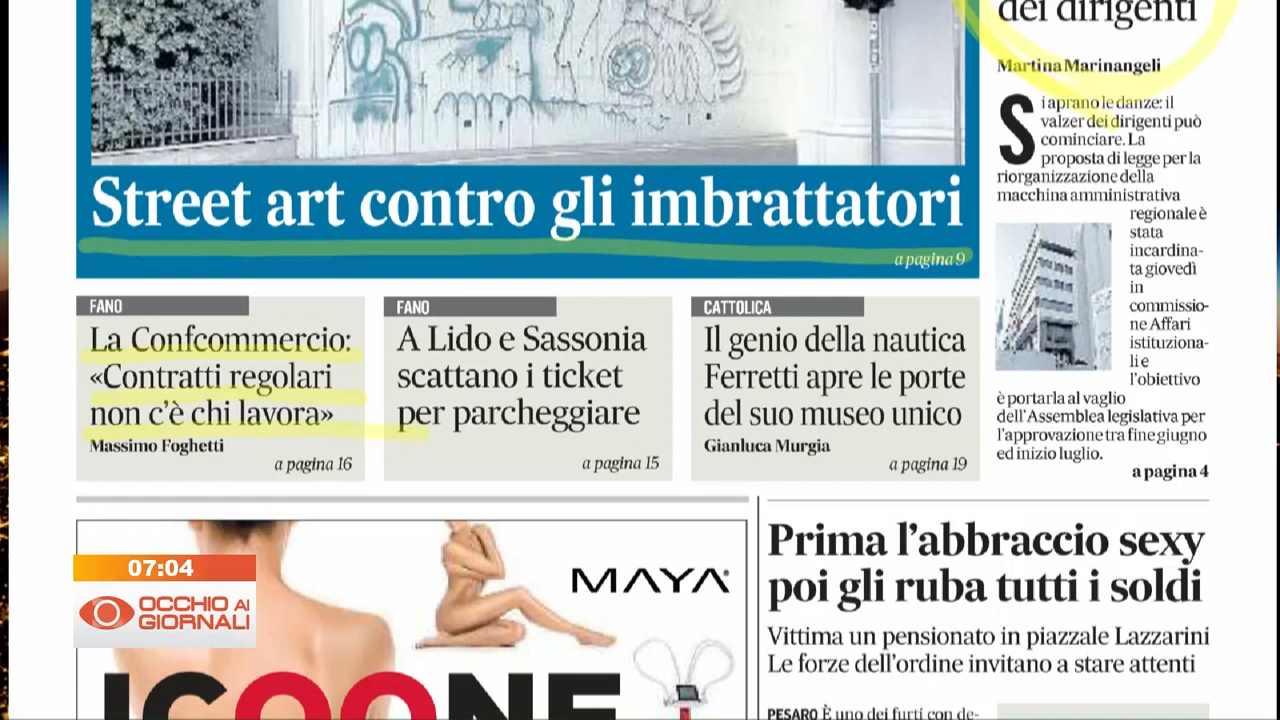 dei dirigenti
Martina Marinangeli
Si aprano le danze: il
valzer dei dirigenti può
cominciare. La
proposta di legge per la
riorganizzazione della
macchina amministrativa
regionale è
stata
incardina-
ta giovedì
in
commissio-
ne Affari
istituziona-
li e
l'obiettivo
è portarla al vaglio
dell'Assemblea legislativa per
l'approvazione tra fine giugno
ed inizio luglio.
a pagina 4
Street art contro gli imbrattatori
a pagina 9
FANO
La Confcommercio:
«Contratti regolari
non c'è chi lavora»
Massimo Foghetti
a pagina 16
FANO
A Lido e Sassonia
scattano i ticket
per parcheggiare
a pagina 15
CATTOLICA
Il genio della nautica
Ferretti apre le porte
del suo museo unico
Gianluca Murgia
a pagina 19
MAYA®
ICOONE
07:04
OCCHIO AI
GIORNALI
Prima l'abbraccio sexy
poi gli ruba tutti i soldi
Vittima un pensionato in piazzale Lazzarini
Le forze dell'ordine invitano a stare attenti
PESARO È uno dei furti con de-